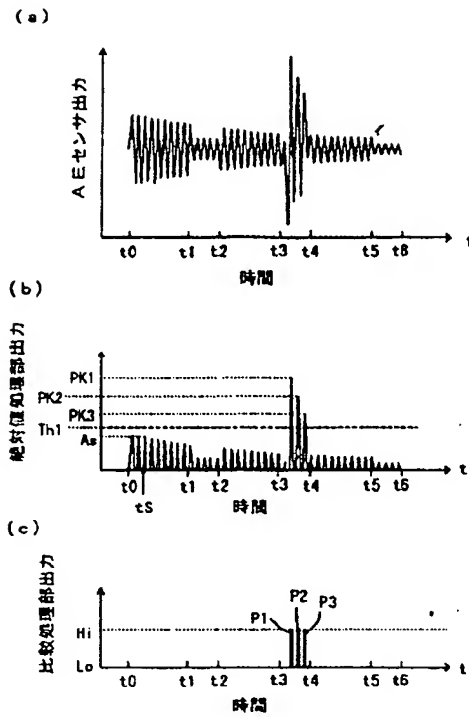 (a)
AEセンサ出力
t0 t1 t2 t3 t4 t5 t6
t
時間
(b)
絶対値処理部出力
PK1
PK2
PK3
Th1
As
t0 t1 t2 t3 t4 t5 t6
t
tS
時間
(c)
比較処理部出力
P1 P2 P3
Hi
Lo
t0 t1 t2 t3 t4 t5 t6
t
時間